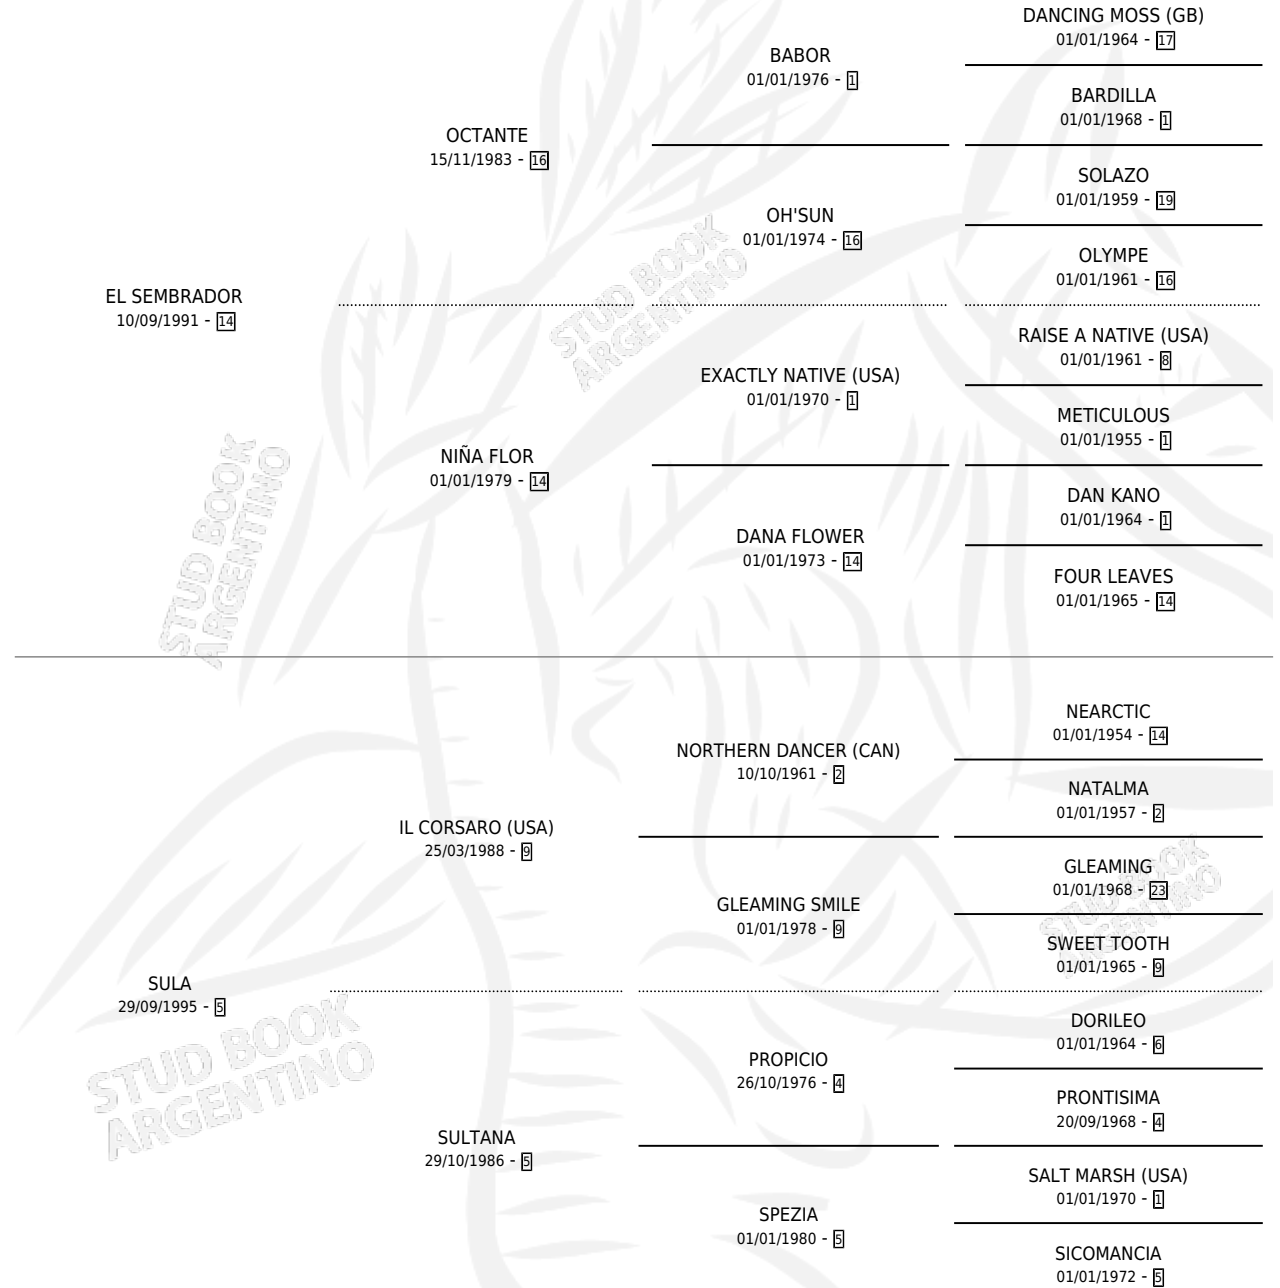 DANCING MOSS (GB)
01/01/1964 - 17
BABOR
01/01/1976 - 1
BARDILLA
01/01/1968 - 1
OCTANTE
15/11/1983 - 16
SOLAZO
01/01/1959 - 19
OH'SUN
01/01/1974 - 16
OLYMPE
01/01/1961 - 16
EL SEMBRADOR
10/09/1991 - 14
RAISE A NATIVE (USA)
01/01/1961 - 8
EXACTLY NATIVE (USA)
01/01/1970 - 1
METICULOUS
01/01/1955 - 1
NIÑA FLOR
01/01/1979 - 14
DAN KANO
01/01/1964 - 1
DANA FLOWER
01/01/1973 - 14
FOUR LEAVES
01/01/1965 - 14
NEARCTIC
01/01/1954 - 14
NORTHERN DANCER (CAN)
10/10/1961 - 2
NATALMA
01/01/1957 - 2
IL CORSARO (USA)
25/03/1988 - 9
GLEAMING
01/01/1968 - 23
GLEAMING SMILE
01/01/1978 - 9
SWEET TOOTH
01/01/1965 - 9
SULA
29/09/1995 - 5
DORILEO
01/01/1964 - 6
PROPICIO
26/10/1976 - 4
PRONTISIMA
20/09/1968 - 4
SULTANA
29/10/1986 - 5
SALT MARSH (USA)
01/01/1970 - 1
SPEZIA
01/01/1980 - 5
SICOMANCIA
01/01/1972 - 5
STUD BOOK
ARGENTINO
STUD BOOK
ARGENTINO
STUD BOOK
ARGENTINO
STUD BOOK
ARGENTINO